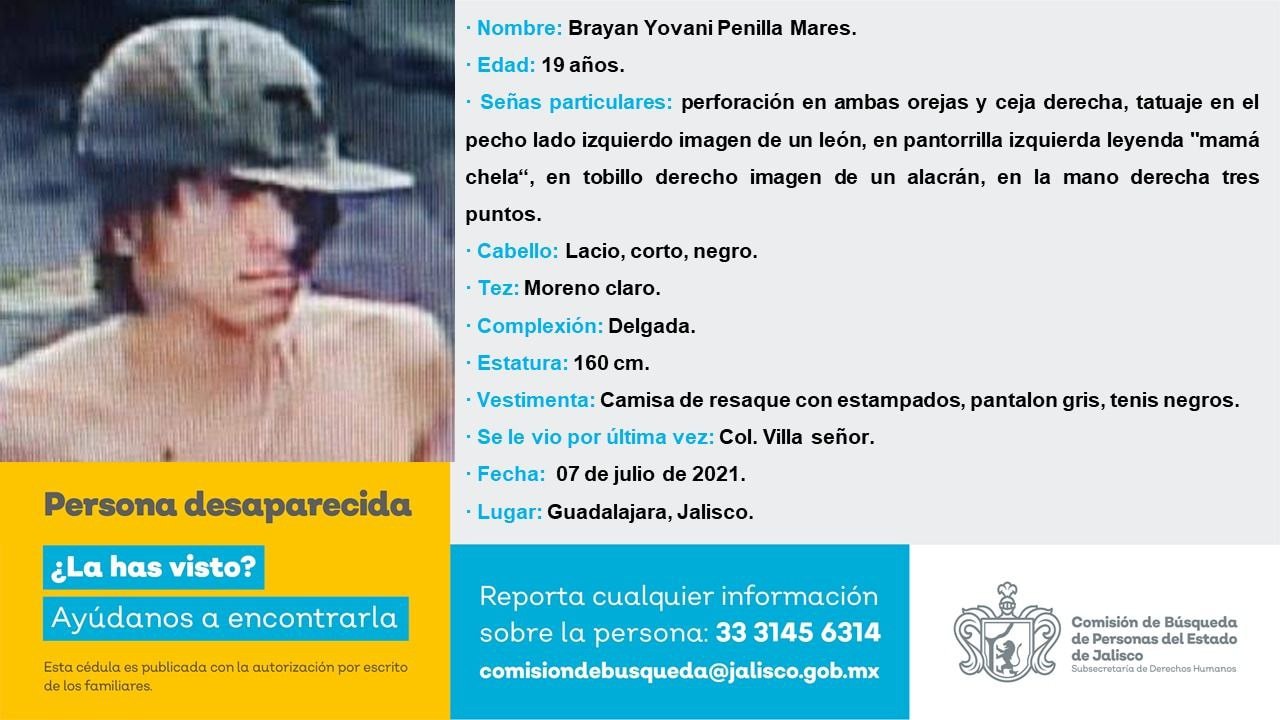 · Nombre: Brayan Yovani Penilla Mares.
· Edad: 19 años.
· Señas particulares: perforación en ambas orejas y ceja derecha, tatuaje en el
pecho lado izquierdo imagen de un león, en pantorrilla izquierda leyenda "mamá
chela“, en tobillo derecho imagen de un alacrán, en la mano derecha tres
puntos.
· Cabello: Lacio, corto, negro.
· Tez: Moreno claro.
· Complexión: Delgada.
· Estatura: 160 cm.
· Vestimenta: Camisa de resaque con estampados, pantalon gris, tenis negros.
· Se le vio por última vez: Col. Villa señor.
· Fecha: 07 de julio de 2021.
· Lugar: Guadalajara, Jalisco.
Persona desaparecida
¿La has visto?
Ayúdanos a encontrarla
Esta cédula es publicada con la autorización por escrito
de los familiares.
Reporta cualquier información
sobre la persona: 33 3145 6314
comisiondebusqueda@jalisco.gob.mx
Comisión de Búsqueda
de Personas del Estado
de Jalisco
Subsecretaría de Derechos Humanos